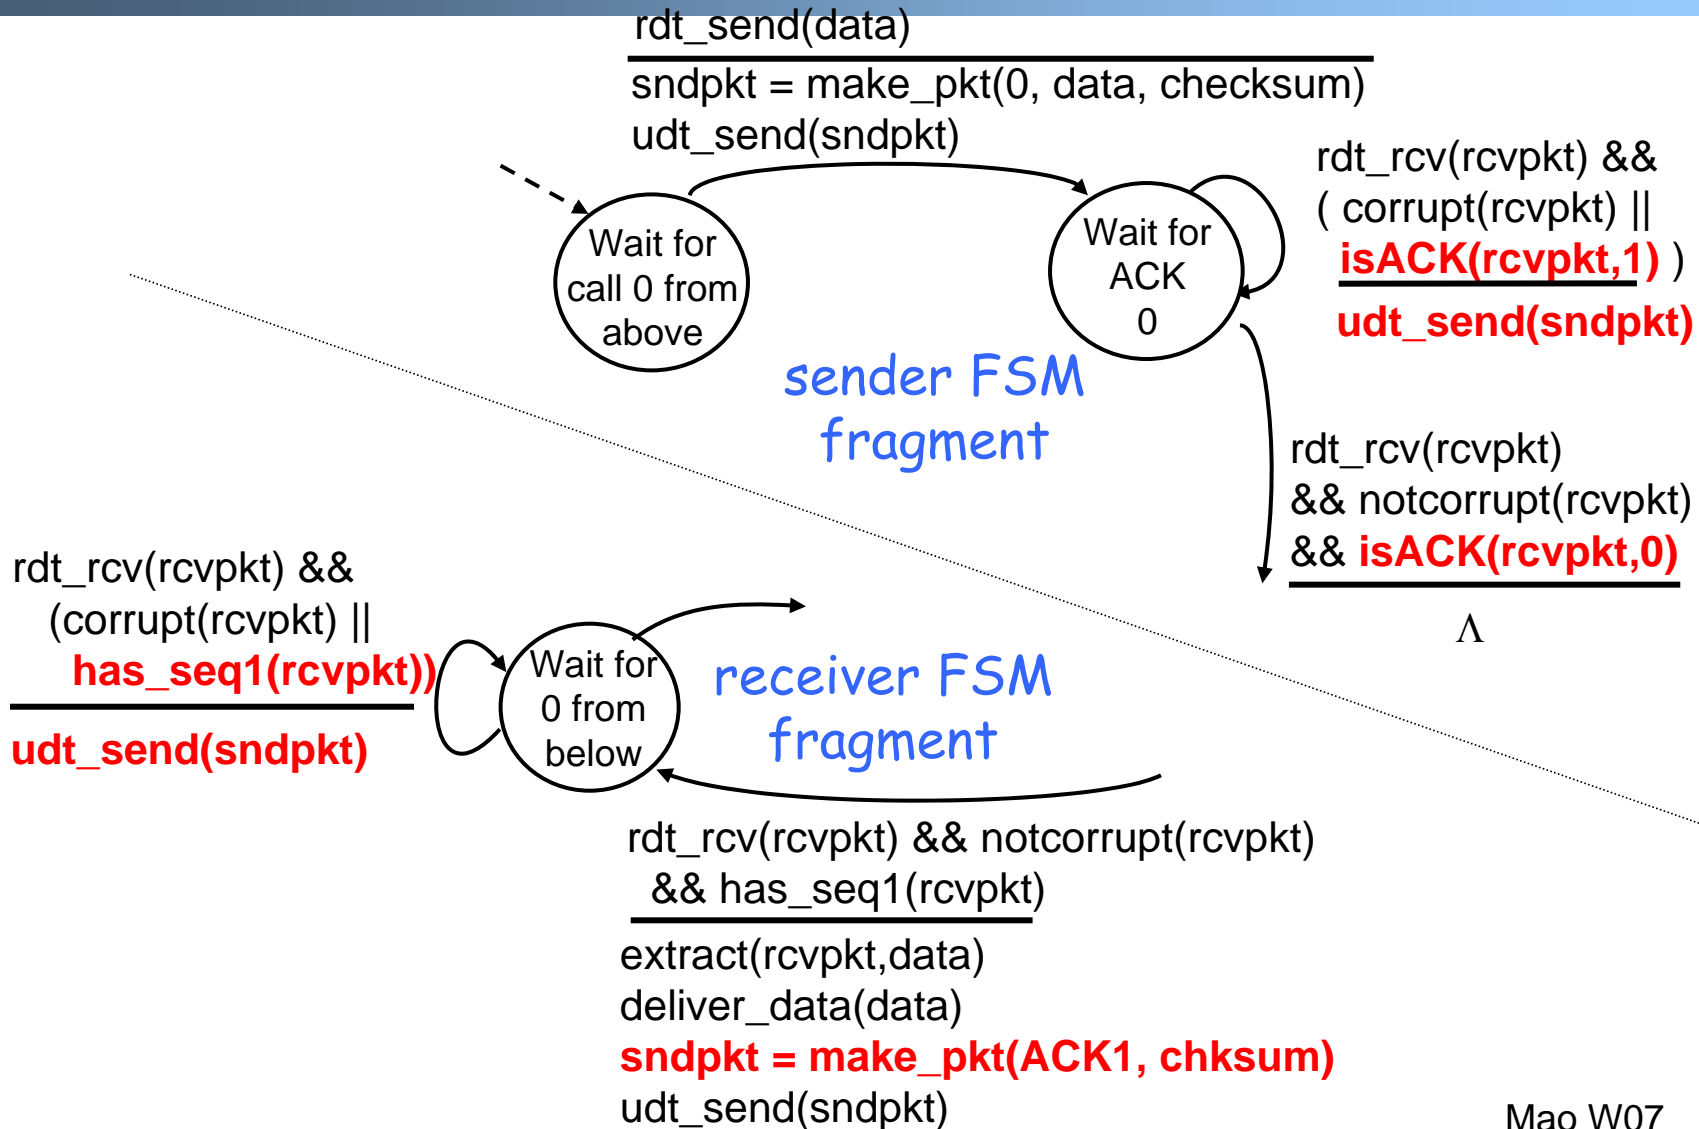 rdt_send(data)
sndpkt = make_pkt(0, data, checksum)
udt_send(sndpkt)
Wait for
call 0 from
above
Wait for
ACK
0
rdt_rcv(rcvpkt) &&
( corrupt(rcvpkt) ||
isACK(rcvpkt,1) )
udt_send(sndpkt)
sender FSM
fragment
rdt_rcv(rcvpkt)
&& notcorrupt(rcvpkt)
&& isACK(rcvpkt,0)
Λ
rdt_rcv(rcvpkt) &&
(corrupt(rcvpkt) ||
has_seq1(rcvpkt))
udt_send(sndpkt)
Wait for
0 from
below
receiver FSM
fragment
rdt_rcv(rcvpkt) && notcorrupt(rcvpkt)
&& has_seq1(rcvpkt)
extract(rcvpkt,data)
deliver_data(data)
sndpkt = make_pkt(ACK1, chksum)
udt_send(sndpkt)
Mao W07